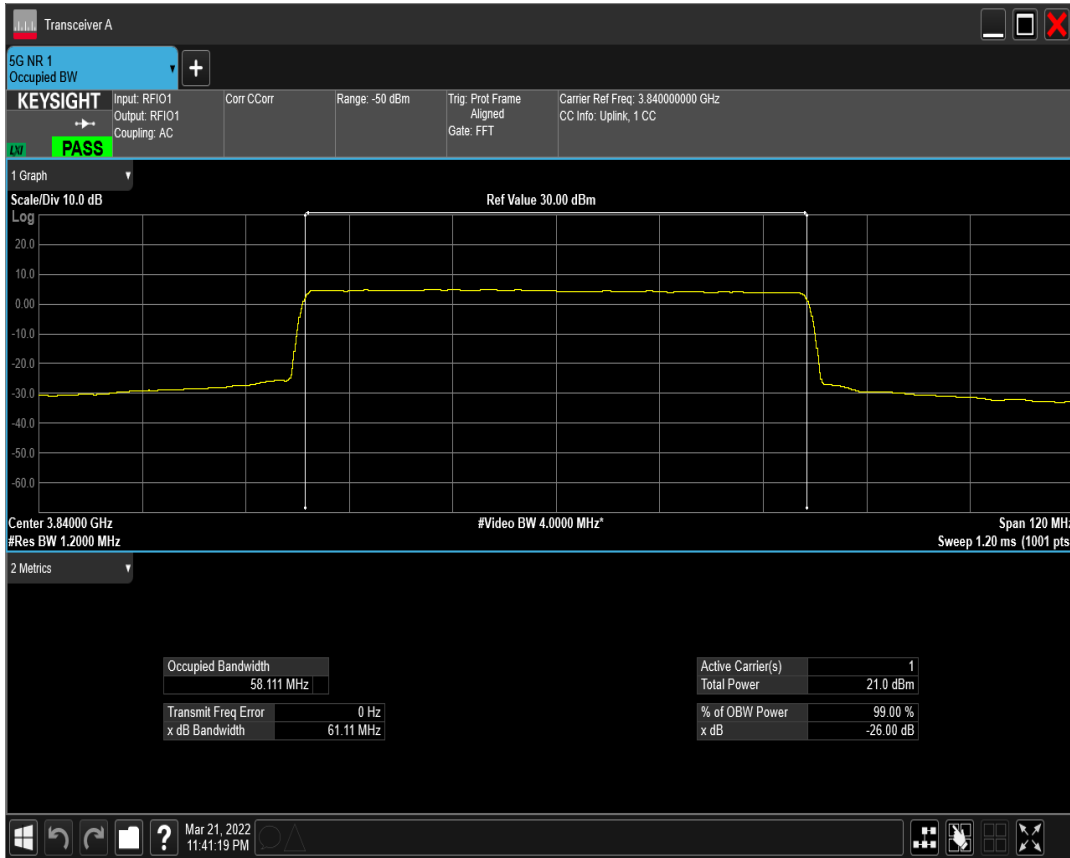 Transceiver A
5G NR 1
Occupied BW
+
KEYSIGHT
LXI
PASS
Input: RFIO1
Output: RFIO1
Coupling: AC
Corr CCorr
Range: -50 dBm
Trig: Prot Frame
Aligned
Gate: FFT
Carrier Ref Freq: 3.840000000 GHz
CC Info: Uplink, 1 CC
1 Graph
Scale/Div 10.0 dB
Ref Value 30.00 dBm
Log
20.0
10.0
0.00
-10.0
-20.0
-30.0
-40.0
-50.0
-60.0
Center 3.84000 GHz
#Video BW 4.0000 MHz*
Span 120 MHz
#Res BW 1.2000 MHz
Sweep 1.20 ms (1001 pts
2 Metrics
Occupied Bandwidth
58.111 MHz
Transmit Freq Error 0 Hz
x dB Bandwidth 61.11 MHz
Active Carrier(s) 1
Total Power 21.0 dBm
% of OBW Power 99.00 %
x dB -26.00 dB
?
Mar 21, 2022
11:41:19 PM